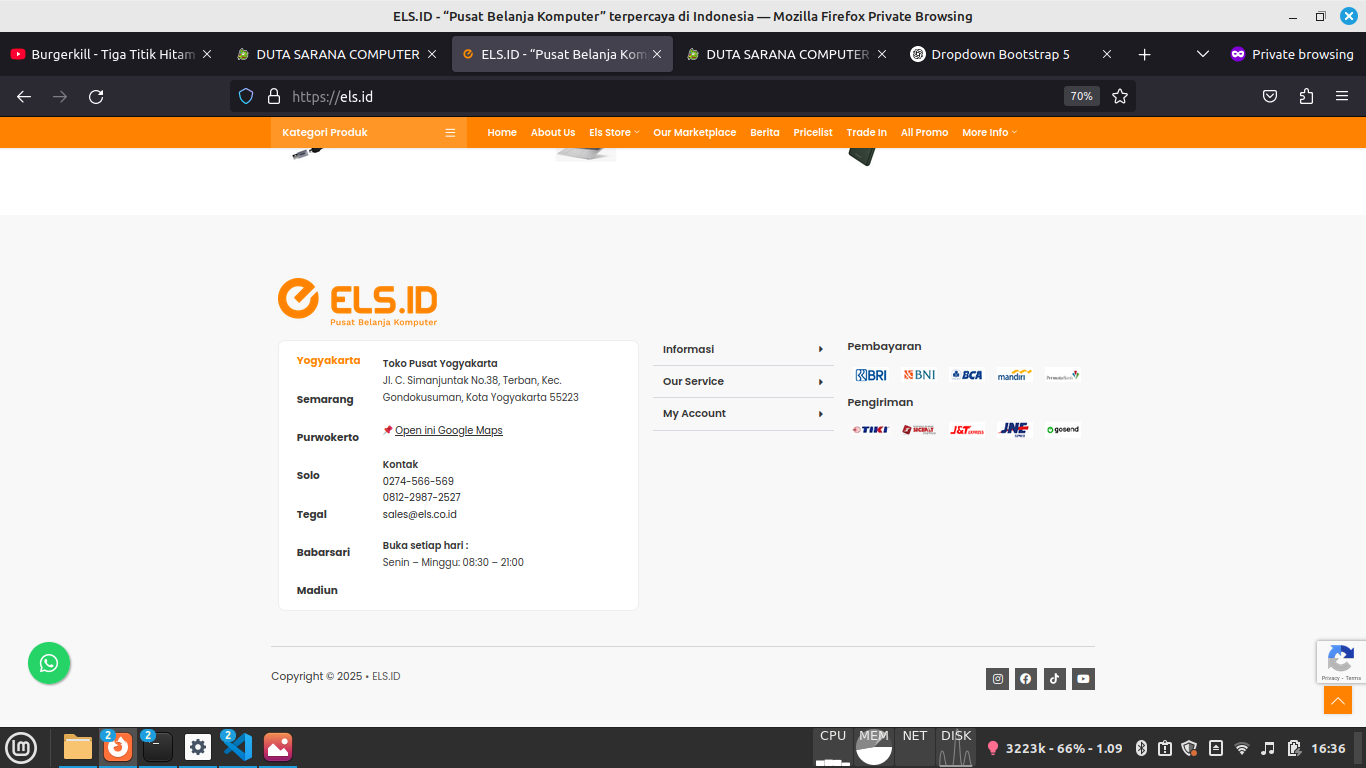 ELS.ID - “Pusat Belanja Komputer” terpercaya di Indonesia — Mozilla Firefox Private Browsing
Burgerkill - Tiga Titik Hitam
DUTA SARANA COMPUTER
ELS.ID - “Pusat Belanja Kom
DUTA SARANA COMPUTER
Dropdown Bootstrap 5
Private browsing
https://els.id
70%
Kategori Produk
Home About Us Els Store Our Marketplace Berita Pricelist Trade In All Promo More Info
ELS.ID
Pusat Belanja Komputer
Yogyakarta
Semarang
Purwokerto
Solo
Tegal
Babarsari
Madiun
Toko Pusat Yogyakarta
Jl. C. Simanjuntak No.38, Terban, Kec.
Gondokusuman, Kota Yogyakarta 55223
Open ini Google Maps
Kontak
0274-566-569
0812-2987-2527
sales@els.co.id
Buka setiap hari :
Senin – Minggu: 08:30 – 21:00
Informasi
Our Service
My Account
Pembayaran
BRI BNI BCA mandiri PermataBank
Pengiriman
TIKI SICEPAT J&T EXPRESS JNE gosend
Copyright © 2025 • ELS.ID
Privacy - Terms
2 2 2
CPU MEM NET DISK
3223k - 66% - 1.09
16:36